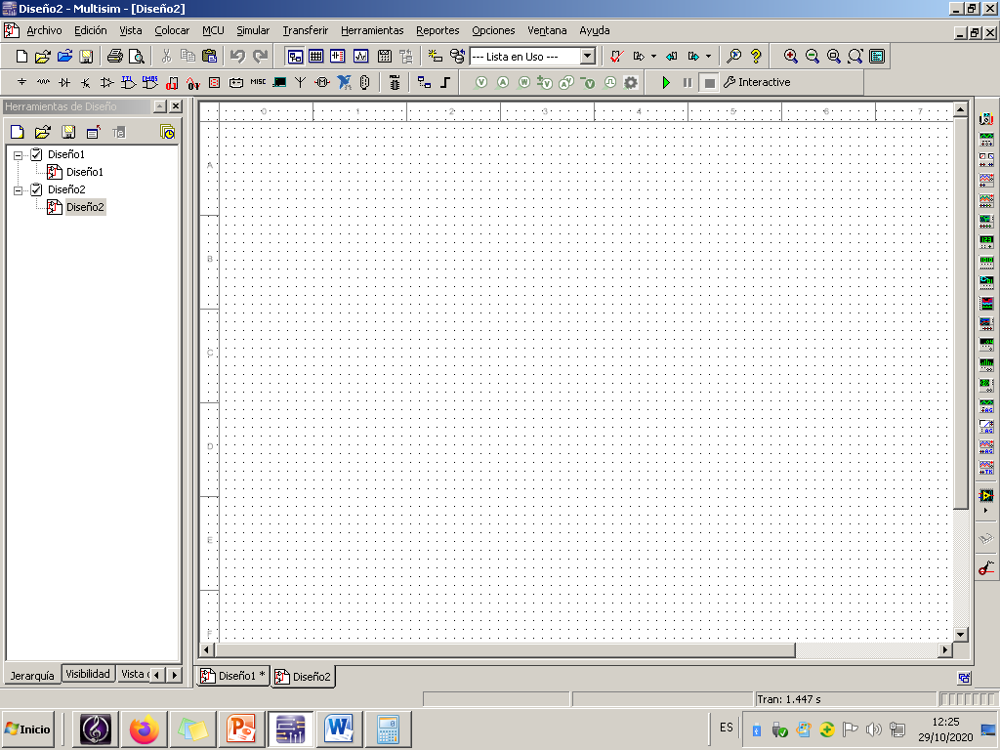 Diseño2 - Multisim - [Diseño2]
Archivo Edición Vista Colocar MCU Simular Transferir Herramientas Reportes Opciones Ventana Ayuda
--- Lista en Uso ---
MISC
Interactive
Herramientas de Diseño
Diseño1
Diseño1
Diseño2
Diseño2
0 1 2 3 4 5 6 7
A
B
C
D
E
F
Jerarquía Visibilidad Vista
Diseño1 * Diseño2
Tran: 1.447 s
Inicio
ES
12:25
29/10/2020